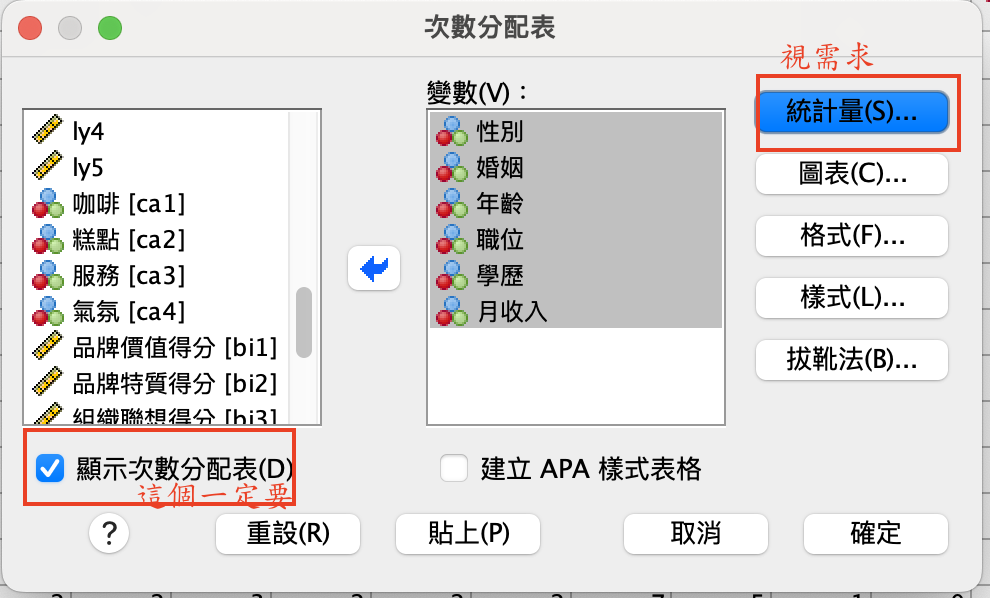 次數分配表
視需求
變數(V)：
統計量(S)...
ly4
ly5
咖啡 [ca1]
糕點 [ca2]
服務 [ca3]
氣氛 [ca4]
品牌價值得分 [bi1]
品牌特質得分 [bi2]
組織聯想得分 [bi3]
性別
婚姻
年齡
職位
學歷
月收入
圖表(C)...
格式(F)...
樣式(L)...
拔靴法(B)...
顯示次數分配表(D)
這個一定要
建立 APA 樣式表格
?
重設(R)
貼上(P)
取消
確定